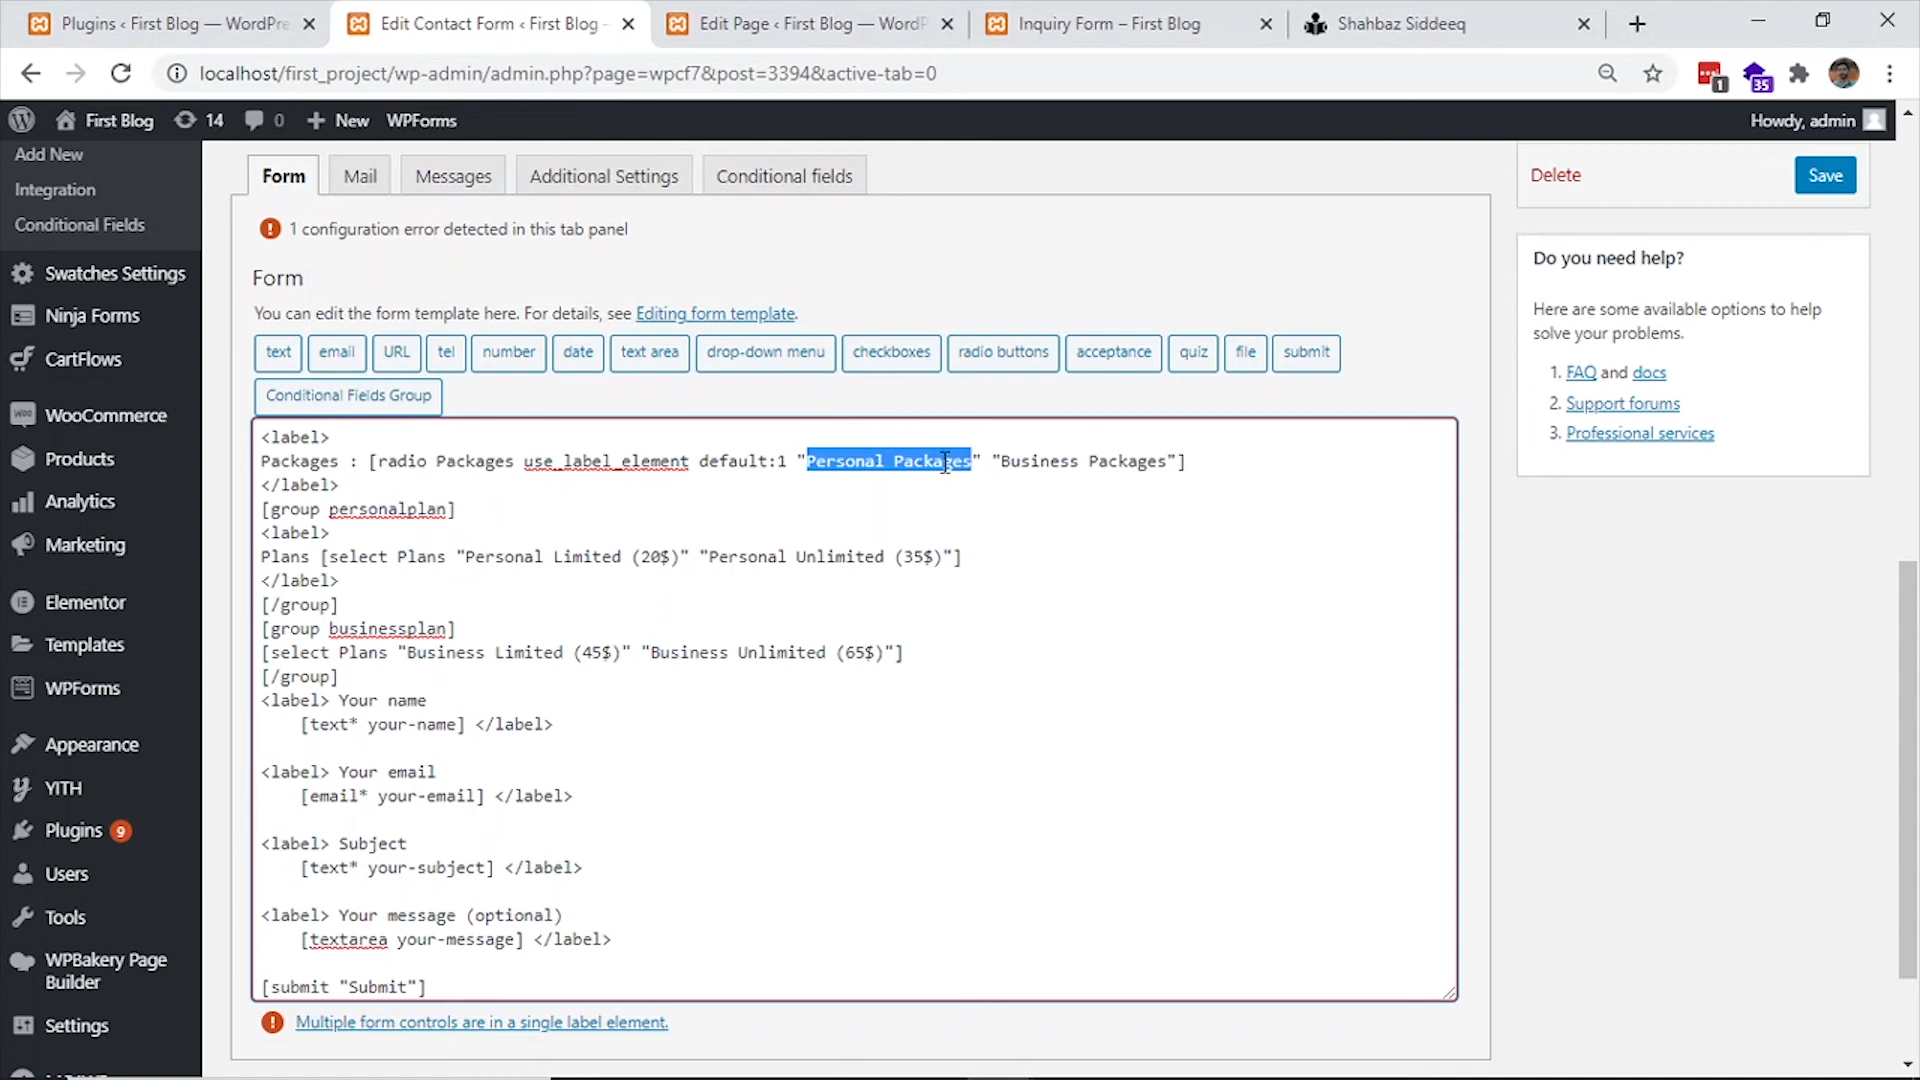 Plugins ‹ First Blog — WordPre
Edit Contact Form ‹ First Blog –
Edit Page ‹ First Blog — WordP
Inquiry Form – First Blog
Shahbaz Siddeeq
localhost/first_project/wp-admin/admin.php?page=wpcf7&post=3394&active-tab=0
1
35
First Blog
14
0
New
WPForms
Howdy, admin
Add New
Integration
Conditional Fields
Swatches Settings
Ninja Forms
CartFlows
WooCommerce
Products
Analytics
Marketing
Elementor
Templates
WPForms
Appearance
YITH
Plugins 9
Users
Tools
WPBakery Page
Builder
Settings
Form
Mail
Messages
Additional Settings
Conditional fields
1 configuration error detected in this tab panel
Form
You can edit the form template here. For details, see Editing form template.
text
email
URL
tel
number
date
text area
drop-down menu
checkboxes
radio buttons
acceptance
quiz
file
submit
Conditional Fields Group
<label>
Packages : [radio Packages use_label_element default:1 "Personal Packages" "Business Packages"]
</label>
[group personalplan]
<label>
Plans [select Plans "Personal Limited (20$)" "Personal Unlimited (35$)"]
</label>
[/group]
[group businessplan]
[select Plans "Business Limited (45$)" "Business Unlimited (65$)"]
[/group]
<label> Your name
[text* your-name] </label>
<label> Your email
[email* your-email] </label>
<label> Subject
[text* your-subject] </label>
<label> Your message (optional)
[textarea your-message] </label>
[submit "Submit"]
Multiple form controls are in a single label element.
Delete
Save
Do you need help?
Here are some available options to help
solve your problems.
1. FAQ and docs
2. Support forums
3. Professional services